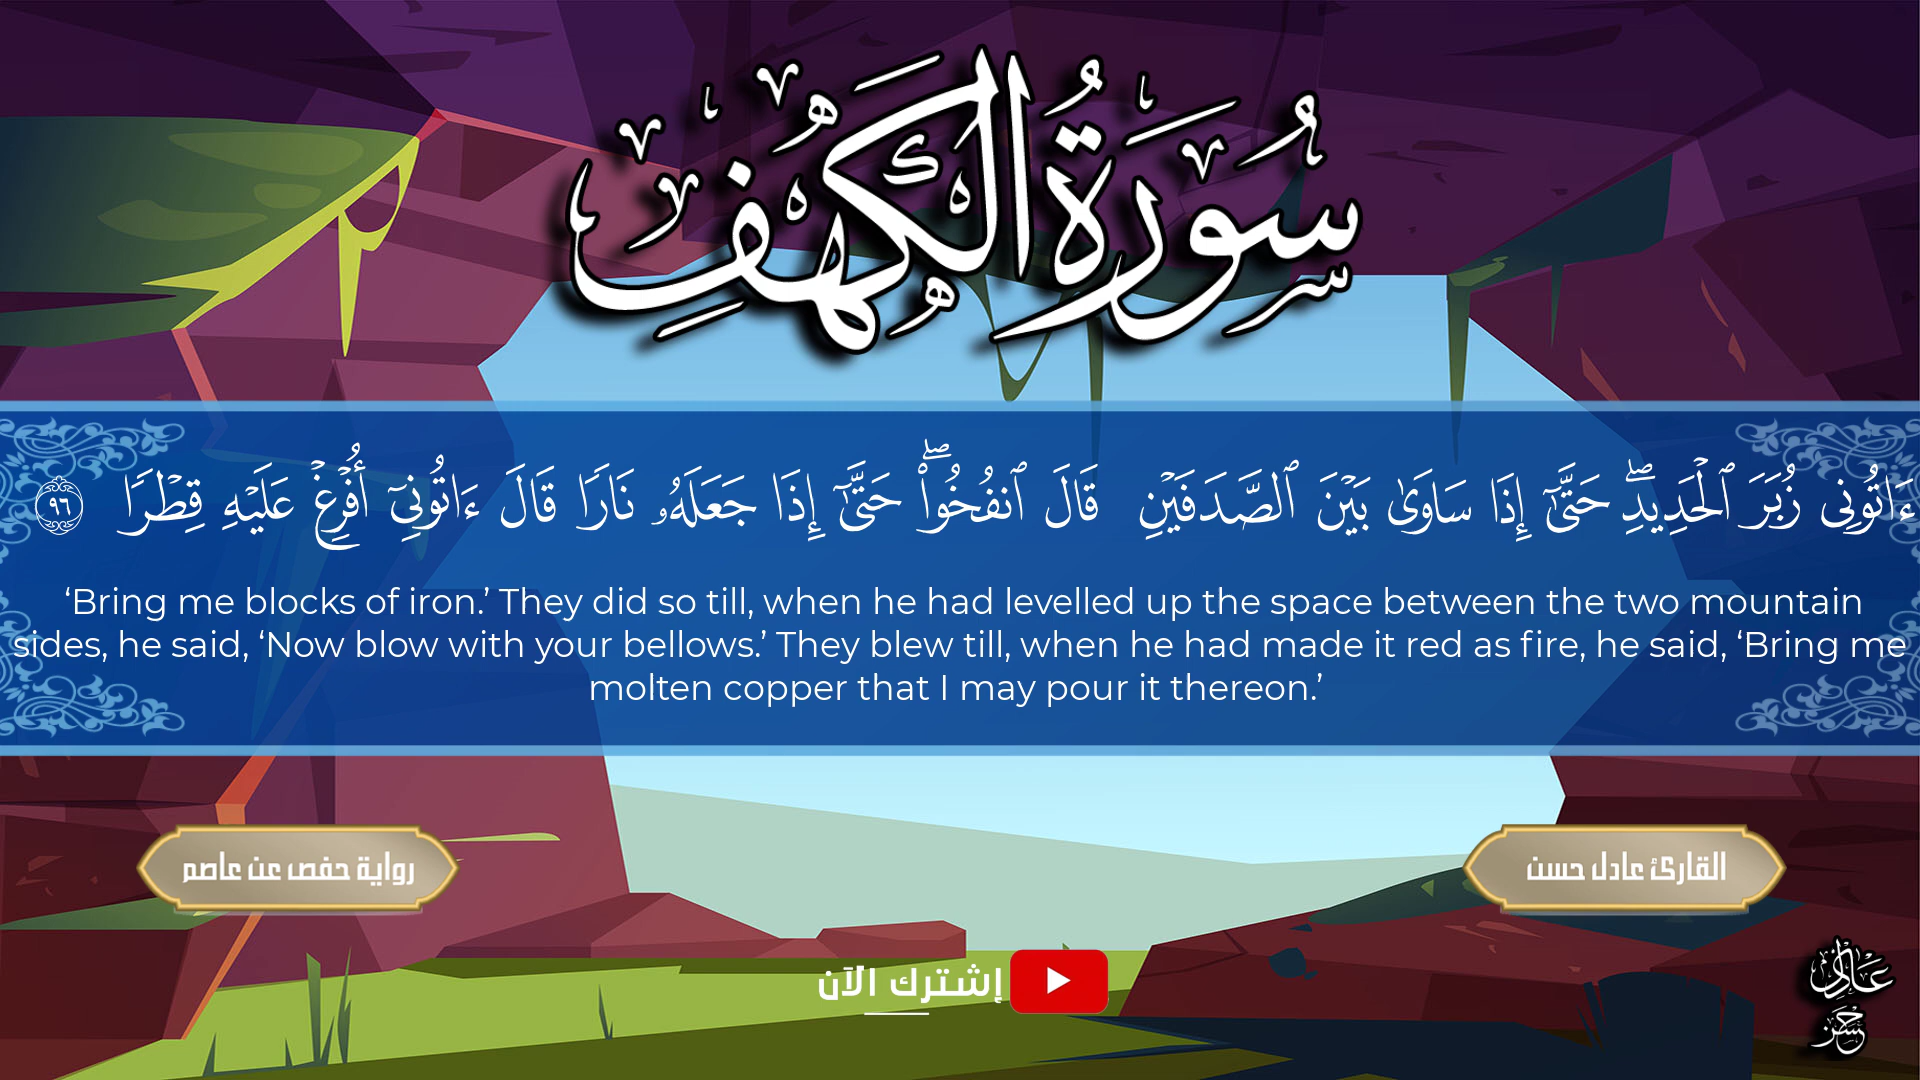 سُورَةُ الْكَهْفِ
ءَاتُونِى زُبَرَ ٱلْحَدِيدِ ۖ حَتَّىٰٓ إِذَا سَاوَىٰ بَيْنَ ٱلصَّدَفَيْنِ قَالَ ٱنفُخُوا۟ ۖ حَتَّىٰٓ إِذَا جَعَلَهُۥ نَارًا قَالَ ءَاتُونِىٓ أُفْرِغْ عَلَيْهِ قِطْرًا ٩٦
‘Bring me blocks of iron.’ They did so till, when he had levelled up the space between the two mountain
sides, he said, ‘Now blow with your bellows.’ They blew till, when he had made it red as fire, he said, ‘Bring me
molten copper that I may pour it thereon.’
القارئ عادل حسن
رواية حفص عن عاصم
إشترك الآن
عادل
حسن